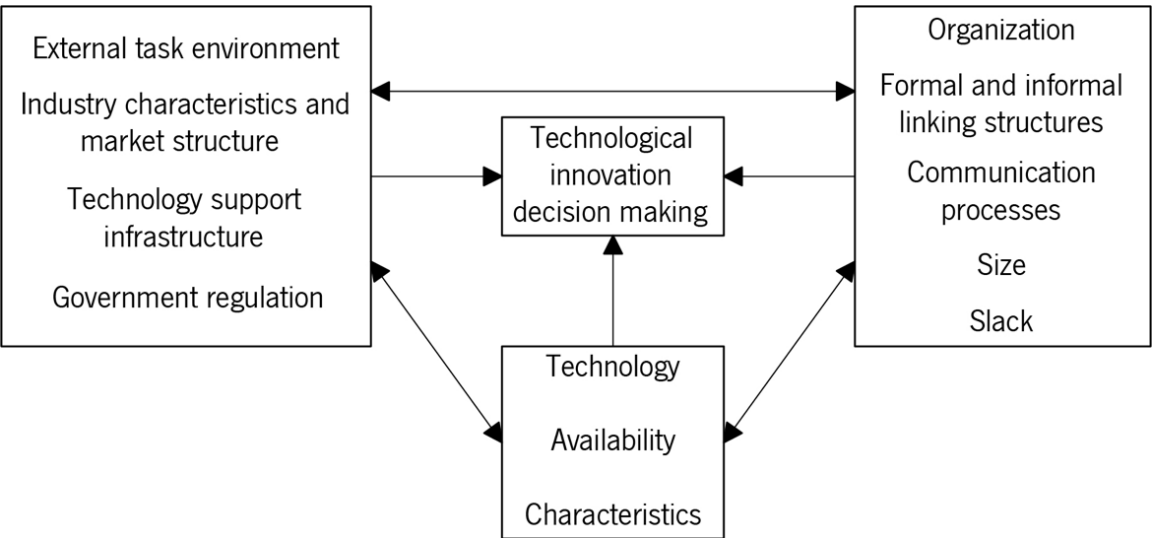 External task environment
Industry characteristics and
market structure
Technology support
infrastructure
Government regulation
Technological
innovation
decision making
Organization
Formal and informal
linking structures
Communication
processes
Size
Slack
Technology
Availability
Characteristics